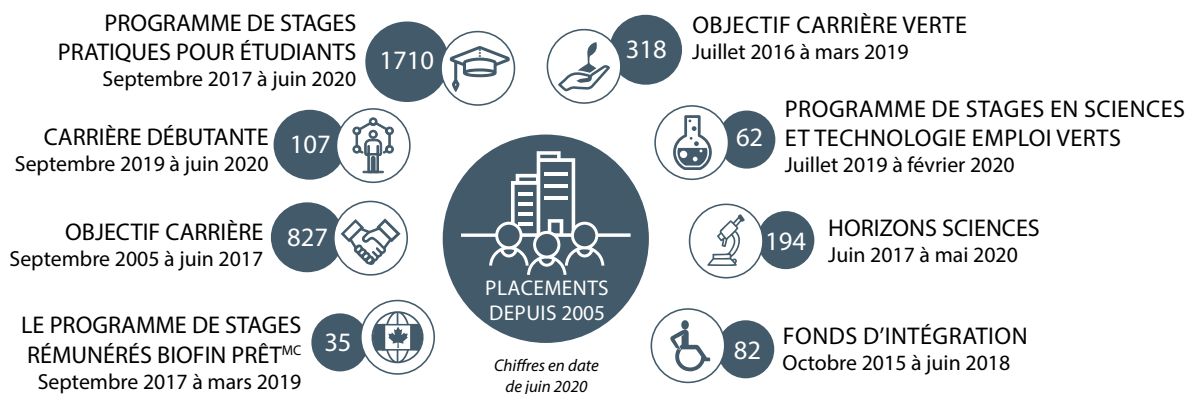 PROGRAMME DE STAGES
PRATIQUES POUR ÉTUDIANTS
Septembre 2017 à juin 2020
1710
CARRIÈRE DÉBUTANTE
Septembre 2019 à juin 2020
107
OBJECTIF CARRIÈRE
Septembre 2005 à juin 2017
827
LE PROGRAMME DE STAGES
RÉMUNÉRÉS BIOFIN PRÊTMC
Septembre 2017 à mars 2019
35
PLACEMENTS
DEPUIS 2005
Chiffres en date
de juin 2020
318
OBJECTIF CARRIÈRE VERTE
Juillet 2016 à mars 2019
62
PROGRAMME DE STAGES EN SCIENCES
ET TECHNOLOGIE EMPLOI VERTS
Juillet 2019 à février 2020
194
HORIZONS SCIENCES
Juin 2017 à mai 2020
82
FONDS D'INTÉGRATION
Octobre 2015 à juin 2018